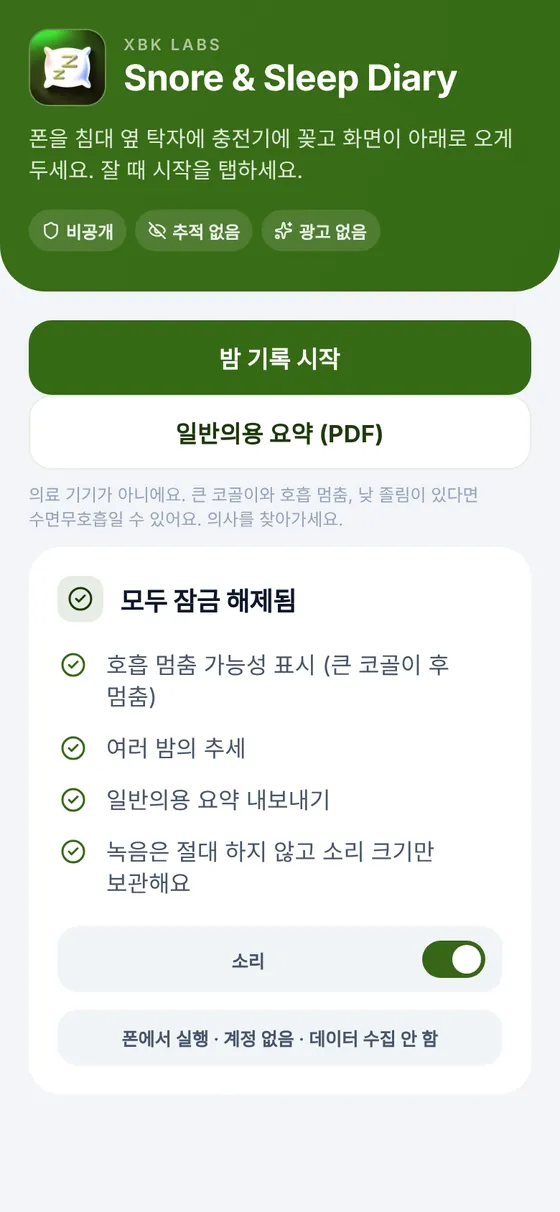 XBK LABS
Snore & Sleep Diary
폰을 침대 옆 탁자에 충전기에 꽂고 화면이 아래로 오게
두세요. 잘 때 시작을 탭하세요.
비공개
추적 없음
광고 없음
밤 기록 시작
일반의용 요약 (PDF)
의료 기기가 아니에요. 큰 코골이와 호흡 멈춤, 낮 졸림이 있다면
수면무호흡일 수 있어요. 의사를 찾아가세요.
모두 잠금 해제됨
호흡 멈춤 가능성 표시 (큰 코골이 후
멈춤)
여러 밤의 추세
일반의용 요약 내보내기
녹음은 절대 하지 않고 소리 크기만
보관해요
소리
폰에서 실행 · 계정 없음 · 데이터 수집 안 함